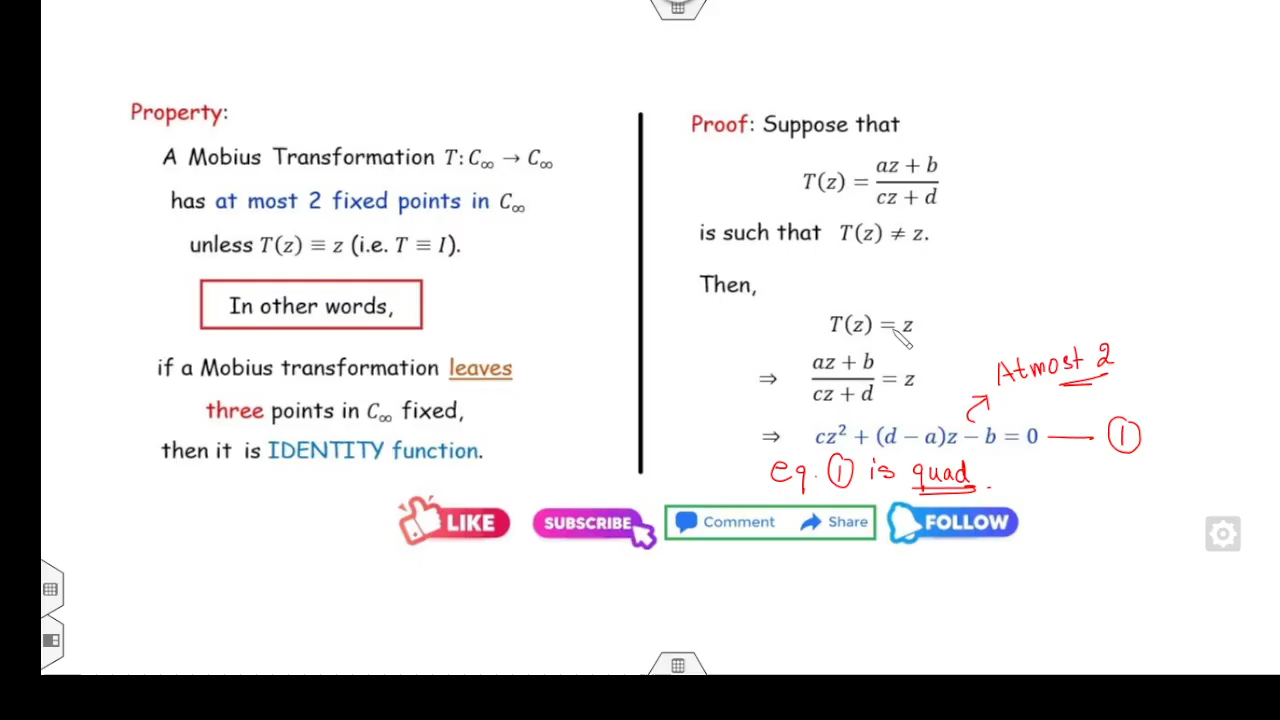 Property:
A Mobius Transformation T: C∞ → C∞
has at most 2 fixed points in C∞
unless T(z) ≡ z (i.e. T ≡ I).
In other words,
if a Mobius transformation leaves
three points in C∞ fixed,
then it is IDENTITY function.
Proof: Suppose that
T(z) = (az + b)/(cz + d)
is such that T(z) ≠ z.
Then,
T(z) = z
⇒ (az + b)/(cz + d) = z
Atmost 2
⇒ cz² + (d − a)z − b = 0 —— ①
eq. ① is quad.
LIKE
SUBSCRIBE
Comment Share
FOLLOW